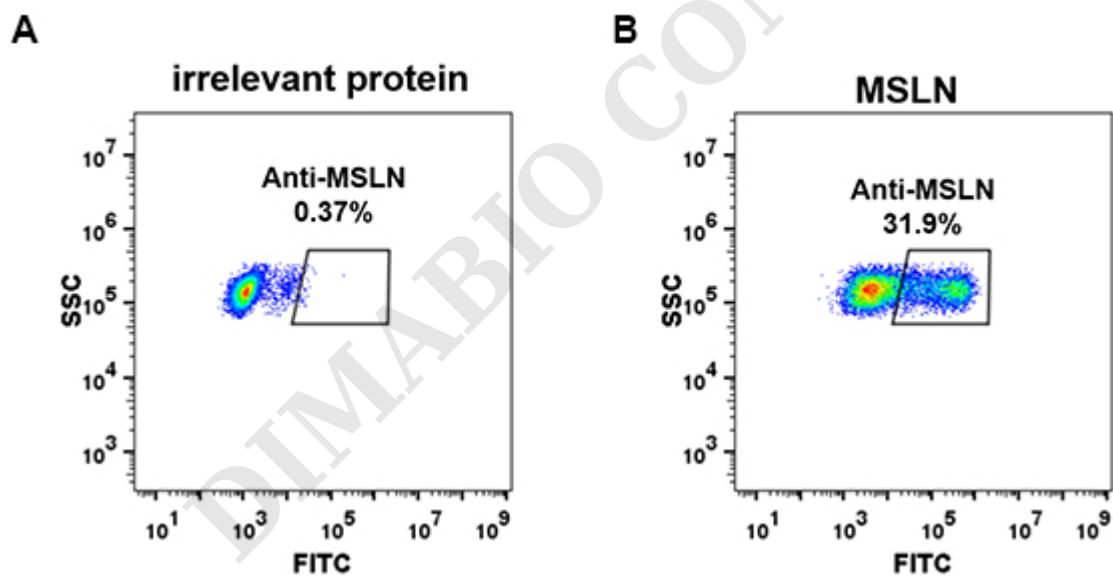 A
irrelevant protein
Anti-MSLN
0.37%
10^7
10^6
10^5
10^4
10^3
SSC
10^1 10^3 10^5 10^7 10^9
FITC
B
MSLN
Anti-MSLN
31.9%
10^7
10^6
10^5
10^4
10^3
SSC
10^1 10^3 10^5 10^7 10^9
FITC
DIMABIO